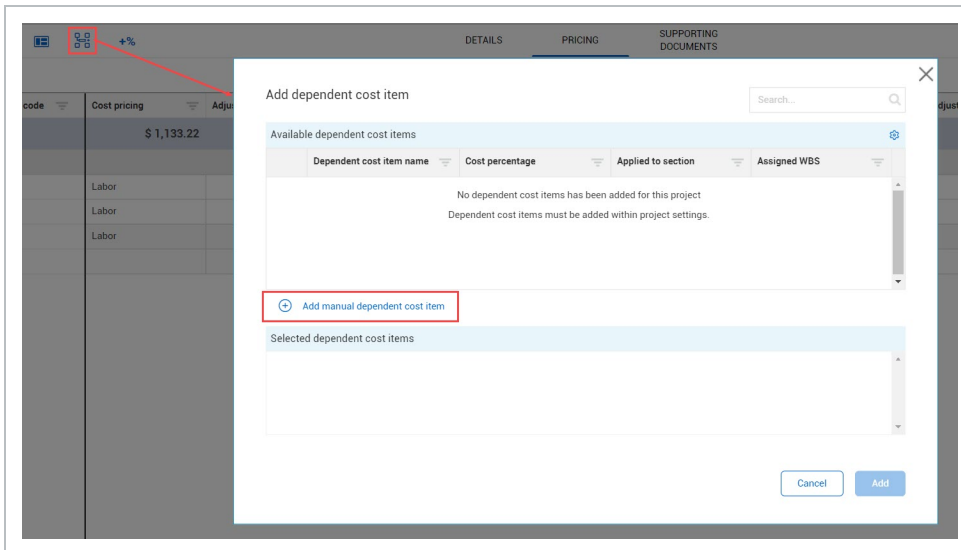 +%
DETAILS
PRICING
SUPPORTING
DOCUMENTS
code
Cost pricing
Adju
$ 1,133.22
Labor
Labor
Labor
Add dependent cost item
Search...
Available dependent cost items
Dependent cost item name
Cost percentage
Applied to section
Assigned WBS
No dependent cost items has been added for this project
Dependent cost items must be added within project settings.
Add manual dependent cost item
Selected dependent cost items
Cancel
Add
djust